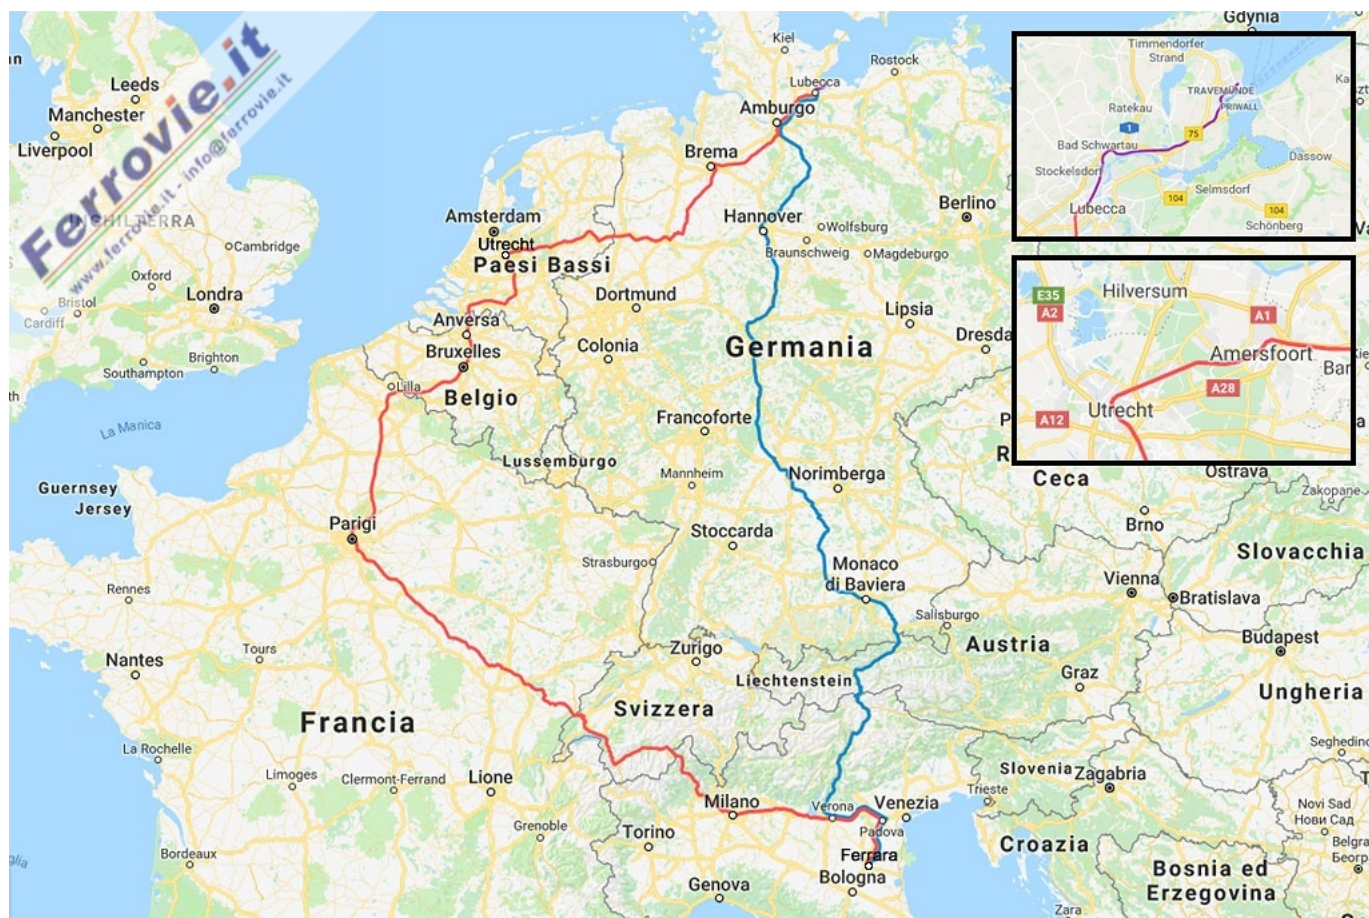 Ferrovie.it
www.ferrovie.it - info@ferrovie.it
Gdynia
Kiel
Rostock
Lubecca
Amburgo
Leeds
Manchester
Liverpool
Brema
INGHILTERRA
Cambridge
Amsterdam
Utrecht
Paesi Bassi
Hannover
Wolfsburg
Berlino
Braunschweig
Magdeburgo
Oxford
Londra
Bristol
Cardiff
Brighton
Southampton
Dortmund
Anversa
Bruxelles
Colonia
Germania
Lipsia
Dresda
Lilla
Belgio
La Manica
Francoforte
Lussemburgo
Mannheim
Norimberga
Ceca
Ostrava
Zakopane
Guernsey
Jersey
Parigi
Stoccarda
Brno
Strasburgo
Slovacchia
Monaco
di Baviera
Vienna
Bratislava
Rennes
Salisburgo
Nantes
Tours
Zurigo
Austria
Budapest
Liechtenstein
Graz
Svizzera
Ungheria
Francia
La Rochelle
Seghedino
Limoges
Clermont-Ferrand
Lione
Slovenia
Zagabria
Milano
Verona
Venezia
Trieste
Padova
Novi Sad
Нови Сад
Grenoble
Torino
Croazia
Bordeaux
Ferrara
Bologna
Genova
Bosnia ed
Erzegovina
Zara
Timmendorfer
Strand
TRAVEMÜNDE
PRIWALL
Ratekau
1
75
Bad Schwartau
Dassow
Stockelsdorf
104
Selmsdorf
Lubecca
104
Schönberg
E35
A2
Hilversum
A1
Amersfoort
Bar
A28
Utrecht
A12